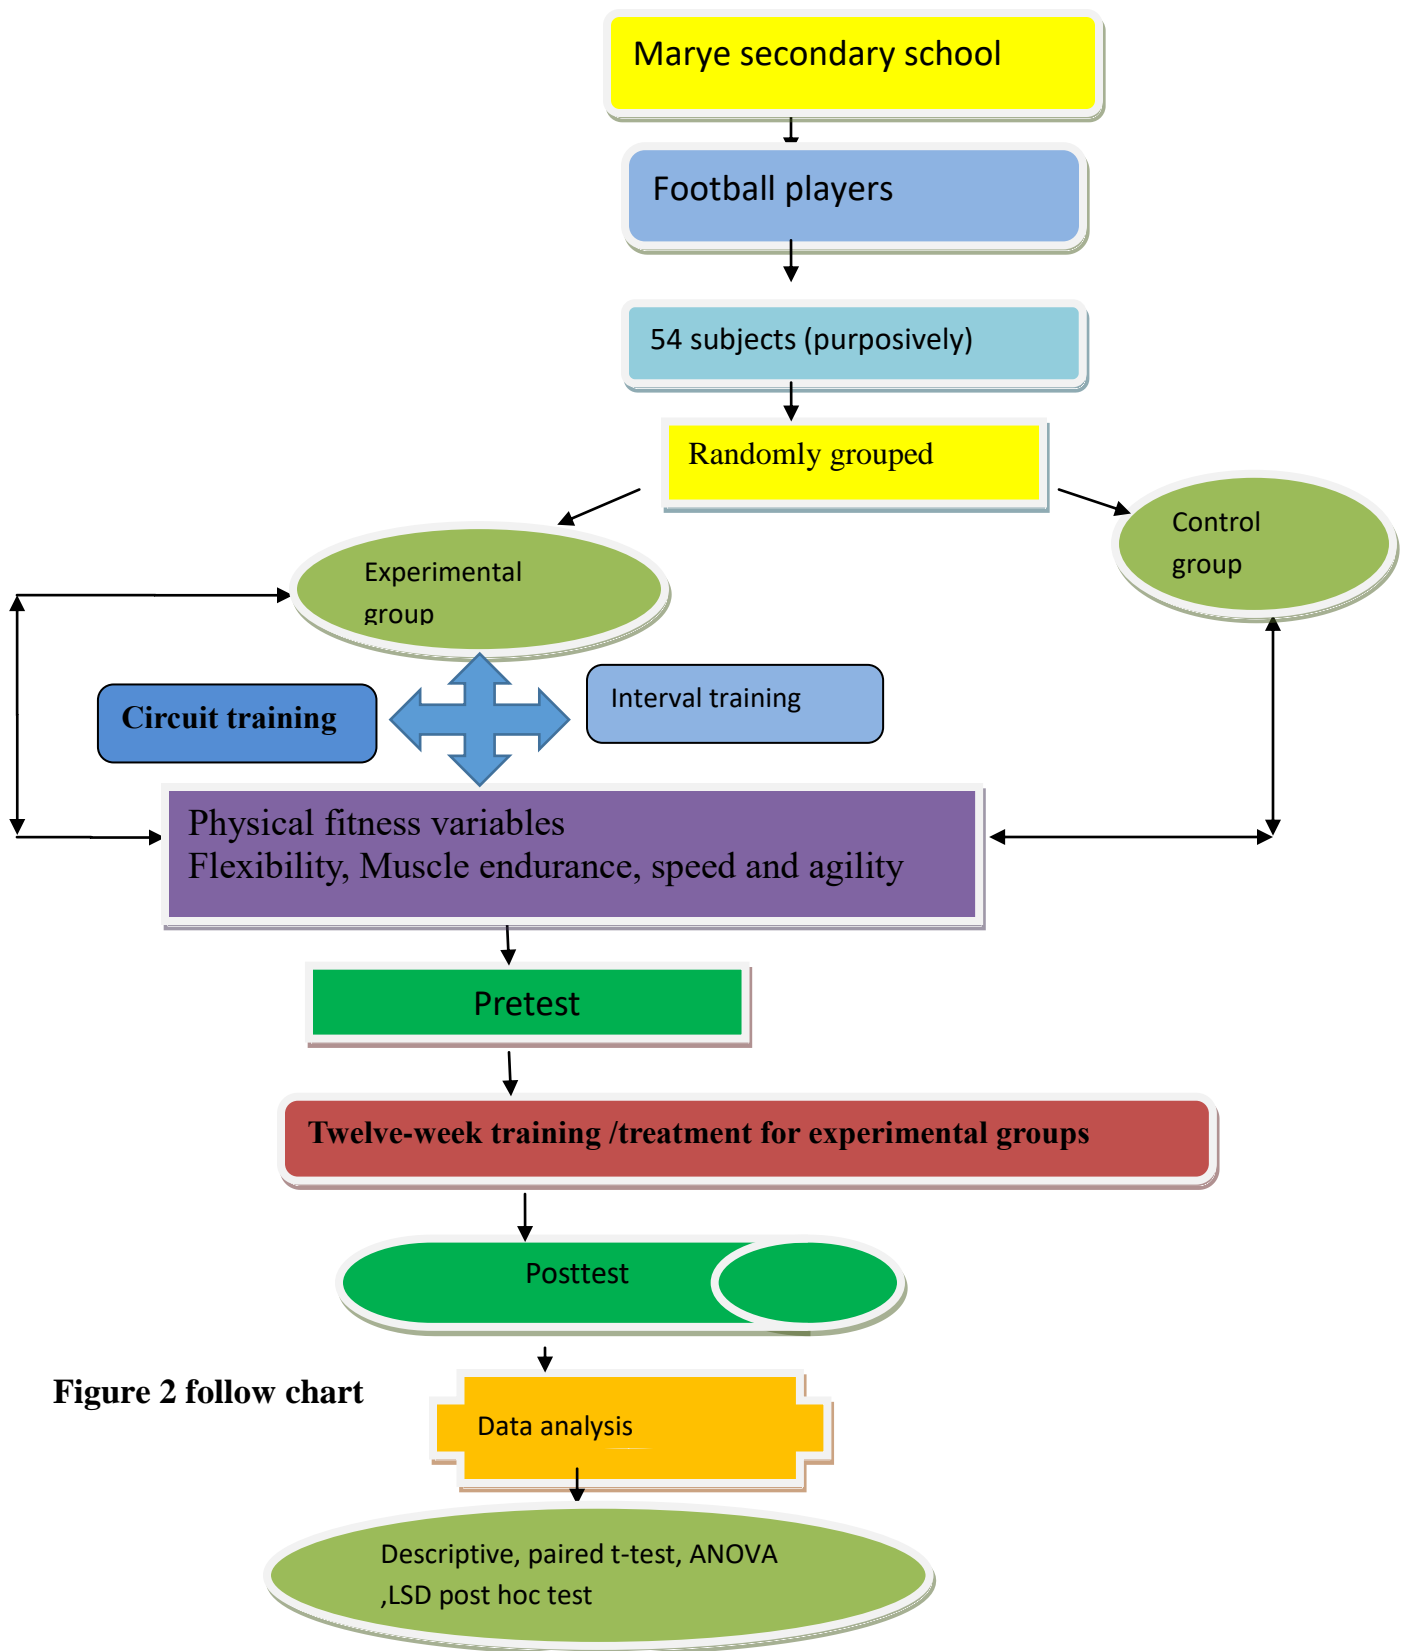 Marye secondary school
Football players
54 subjects (purposively)
Randomly grouped
Control
group
Experimental
group
Circuit training
Interval training
Physical fitness variables
Flexibility, Muscle endurance, speed and agility
Pretest
Twelve-week training /treatment for experimental groups
Posttest
Figure 2 follow chart
Data analysis
Descriptive, paired t-test, ANOVA
,LSD post hoc test